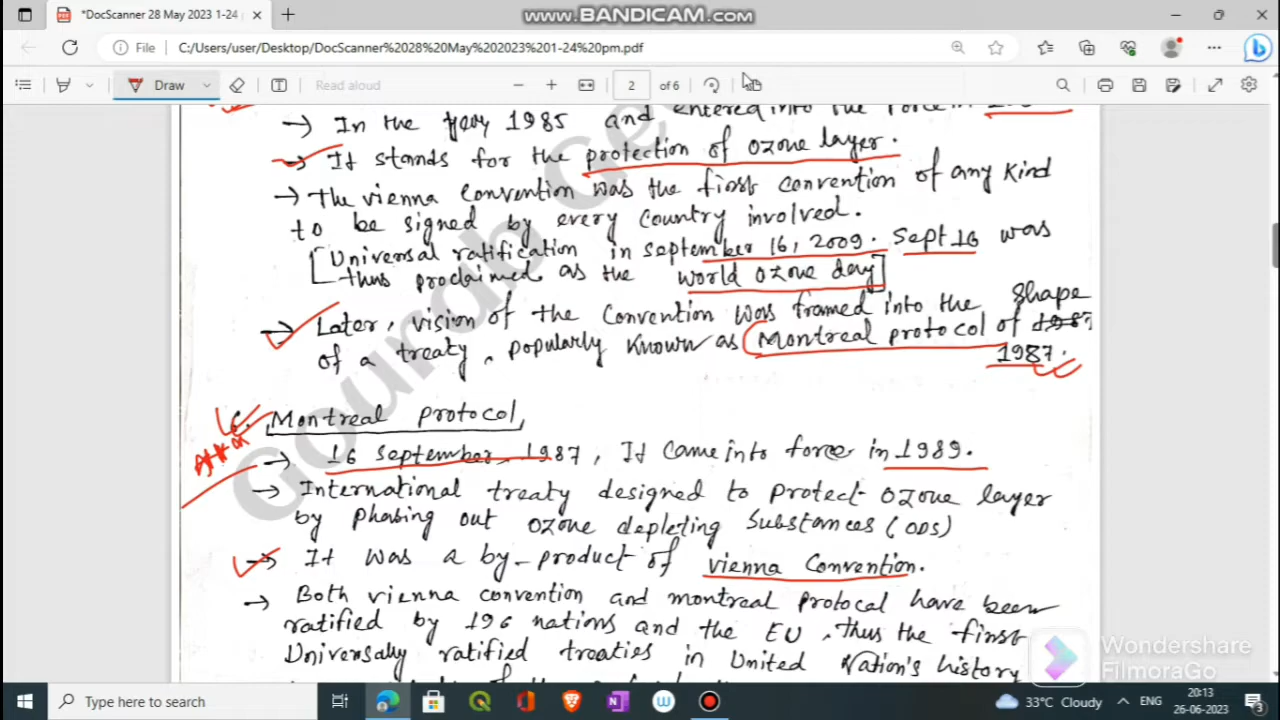 *DocScanner 28 May 2023 1-24
www.BANDICAM.com
File
C:/Users/user/Desktop/DocScanner%2028%20May%202023%201-24%20pm.pdf
Draw
Read aloud
2 of 6
→ In the year 1985 and entered into the force in
→ It stands for the protection of ozone layer.
→ The vienna convention was the first convention of any kind
to be signed by every country involved.
[Universal ratification in september 16, 2009. Sept 16 was
thus proclaimed as the world ozone day]
→ Later, vision of the convention was framed into the shape
of a treaty, popularly known as Montreal protocol of 1987
1987.
Montreal protocol
→ 16 september, 1987, It came into force in 1989.
→ International treaty designed to protect ozone layer
by phasing out ozone depleting substances (ODS)
→ It was a by-product of vienna Convention.
→ Both vienna convention and montreal protocal have been
ratified by 196 nations and the EU, thus the first
Universally ratified treaties in United Nation's history
Gourab Ge
Wondershare
FilmoraGo
Type here to search
33°C Cloudy
ENG
20:13
26-06-2023
3